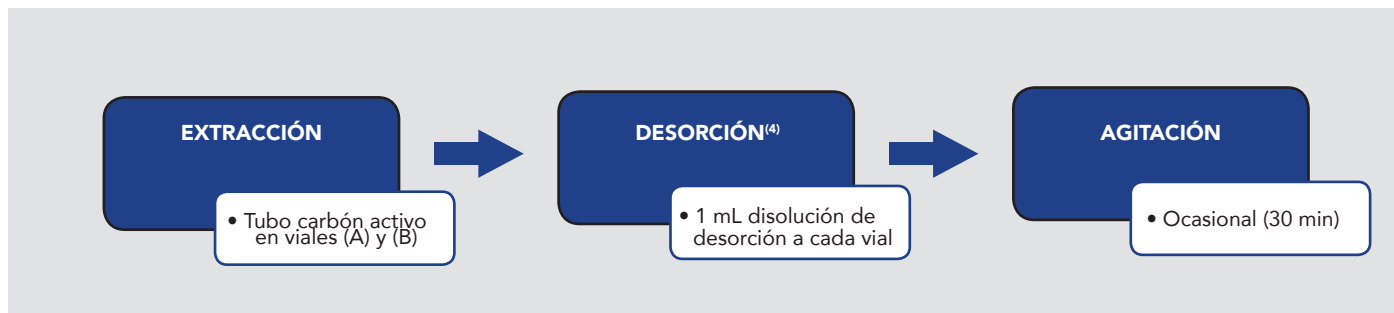 EXTRACCIÓN
• Tubo carbón activo
en viales (A) y (B)
DESORCIÓN(4)
• 1 mL disolución de
desorción a cada vial
AGITACIÓN
• Ocasional (30 min)